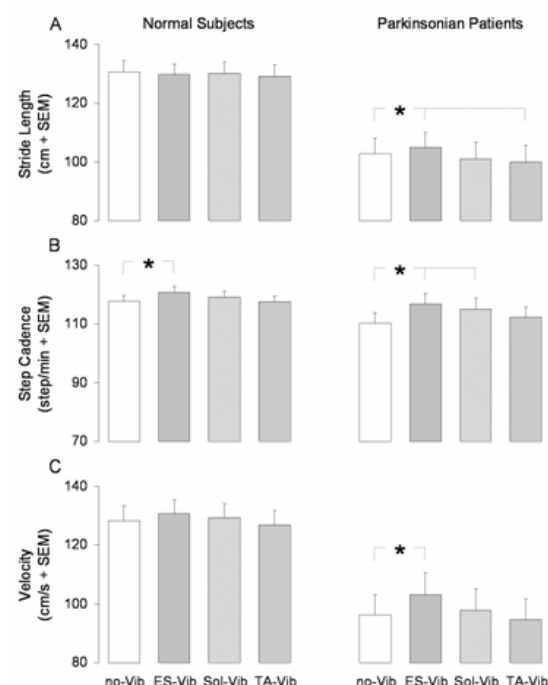 A
Normal Subjects Parkinsonian Patients
Stride Length
(cm + SEM)
140
120
100
80
*
B
Step Cadence
(step/min + SEM)
130
110
90
70
*
*
C
Velocity
(cm/s + SEM)
140
120
100
80
*
no-Vib ES-Vib Sol-Vib TA-Vib no-Vib ES-Vib Sol-Vib TA-Vib